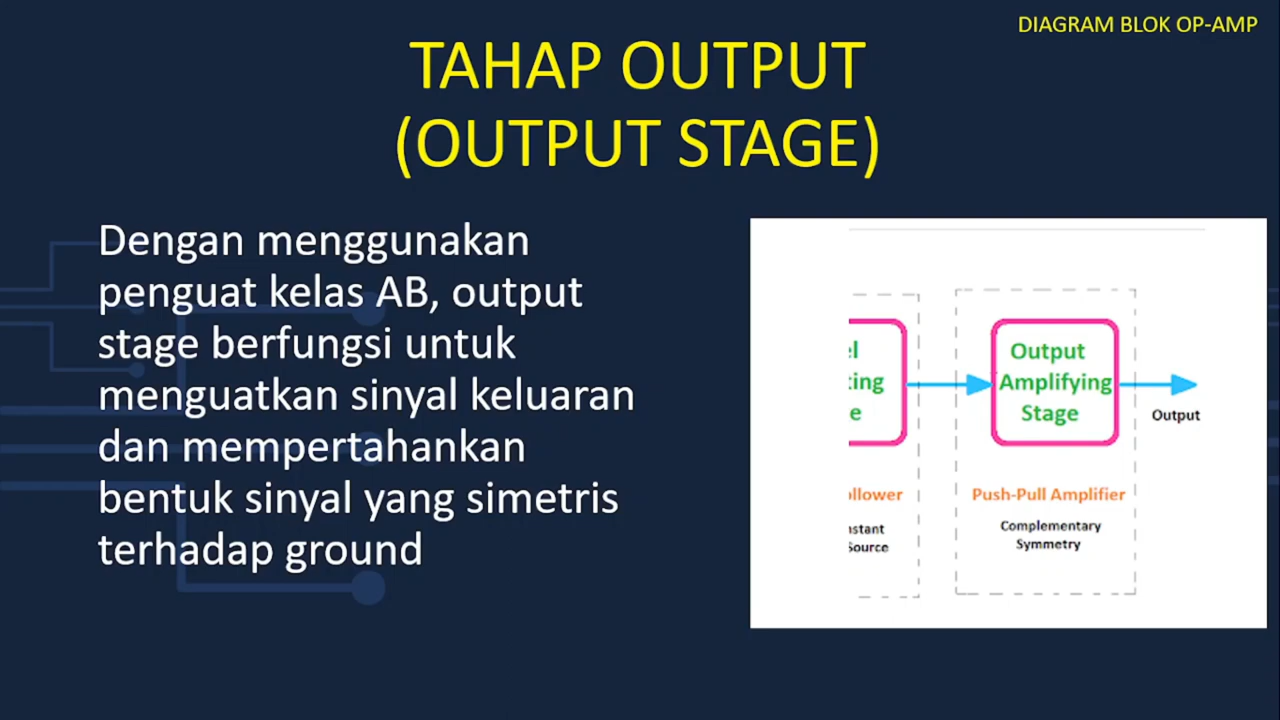 DIAGRAM BLOK OP-AMP
TAHAP OUTPUT
(OUTPUT STAGE)
Dengan menggunakan
penguat kelas AB, output
stage berfungsi untuk
menguatkan sinyal keluaran
dan mempertahankan
bentuk sinyal yang simetris
terhadap ground
Output
Amplifying
Stage
Output
Push-Pull Amplifier
Complementary
Symmetry